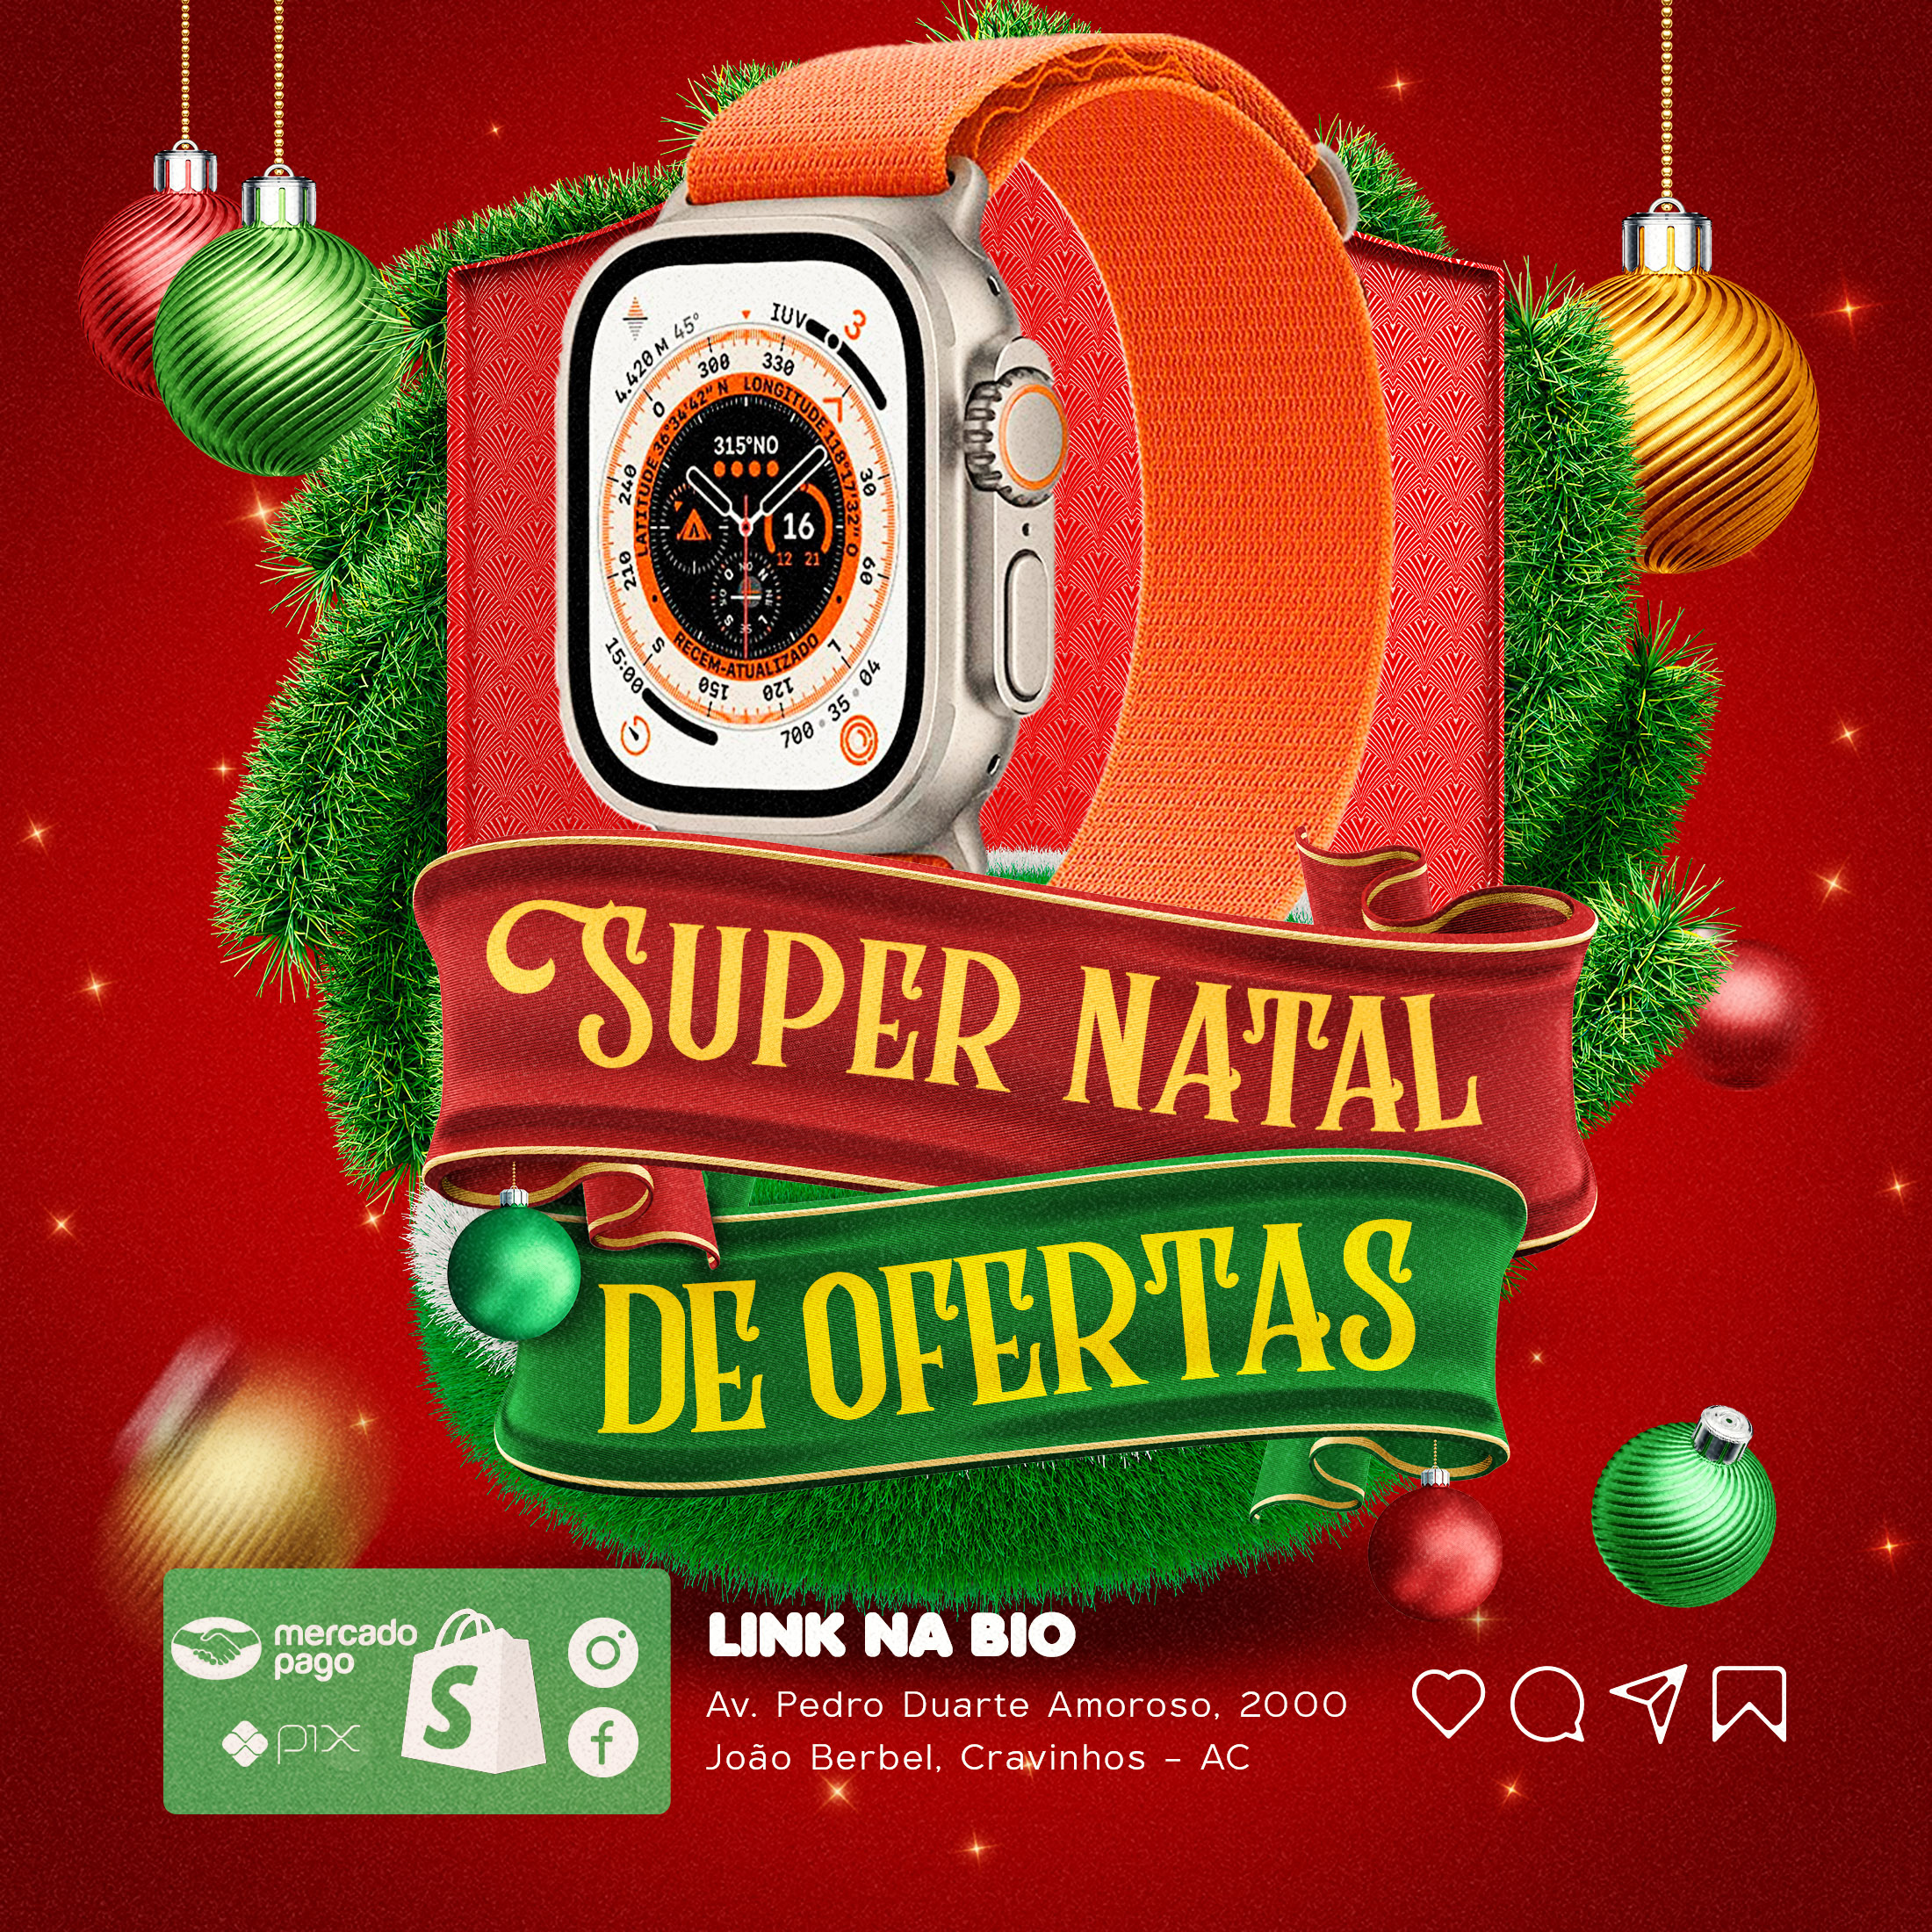 4.420 M 45°
IUV 3
300 330
0 30
240 60
210
S
150 120
LATITUDE 36°34'42" N LONGITUDE 118°17'32" O
315°NO
16
12 21
RECÉM-ATUALIZADO
15:00
700 • 35 • 04
SUPER NATAL
DE OFERTAS
mercado
pago
pix
S
f
LINK NA BIO
Av. Pedro Duarte Amoroso, 2000
João Berbel, Cravinhos - AC